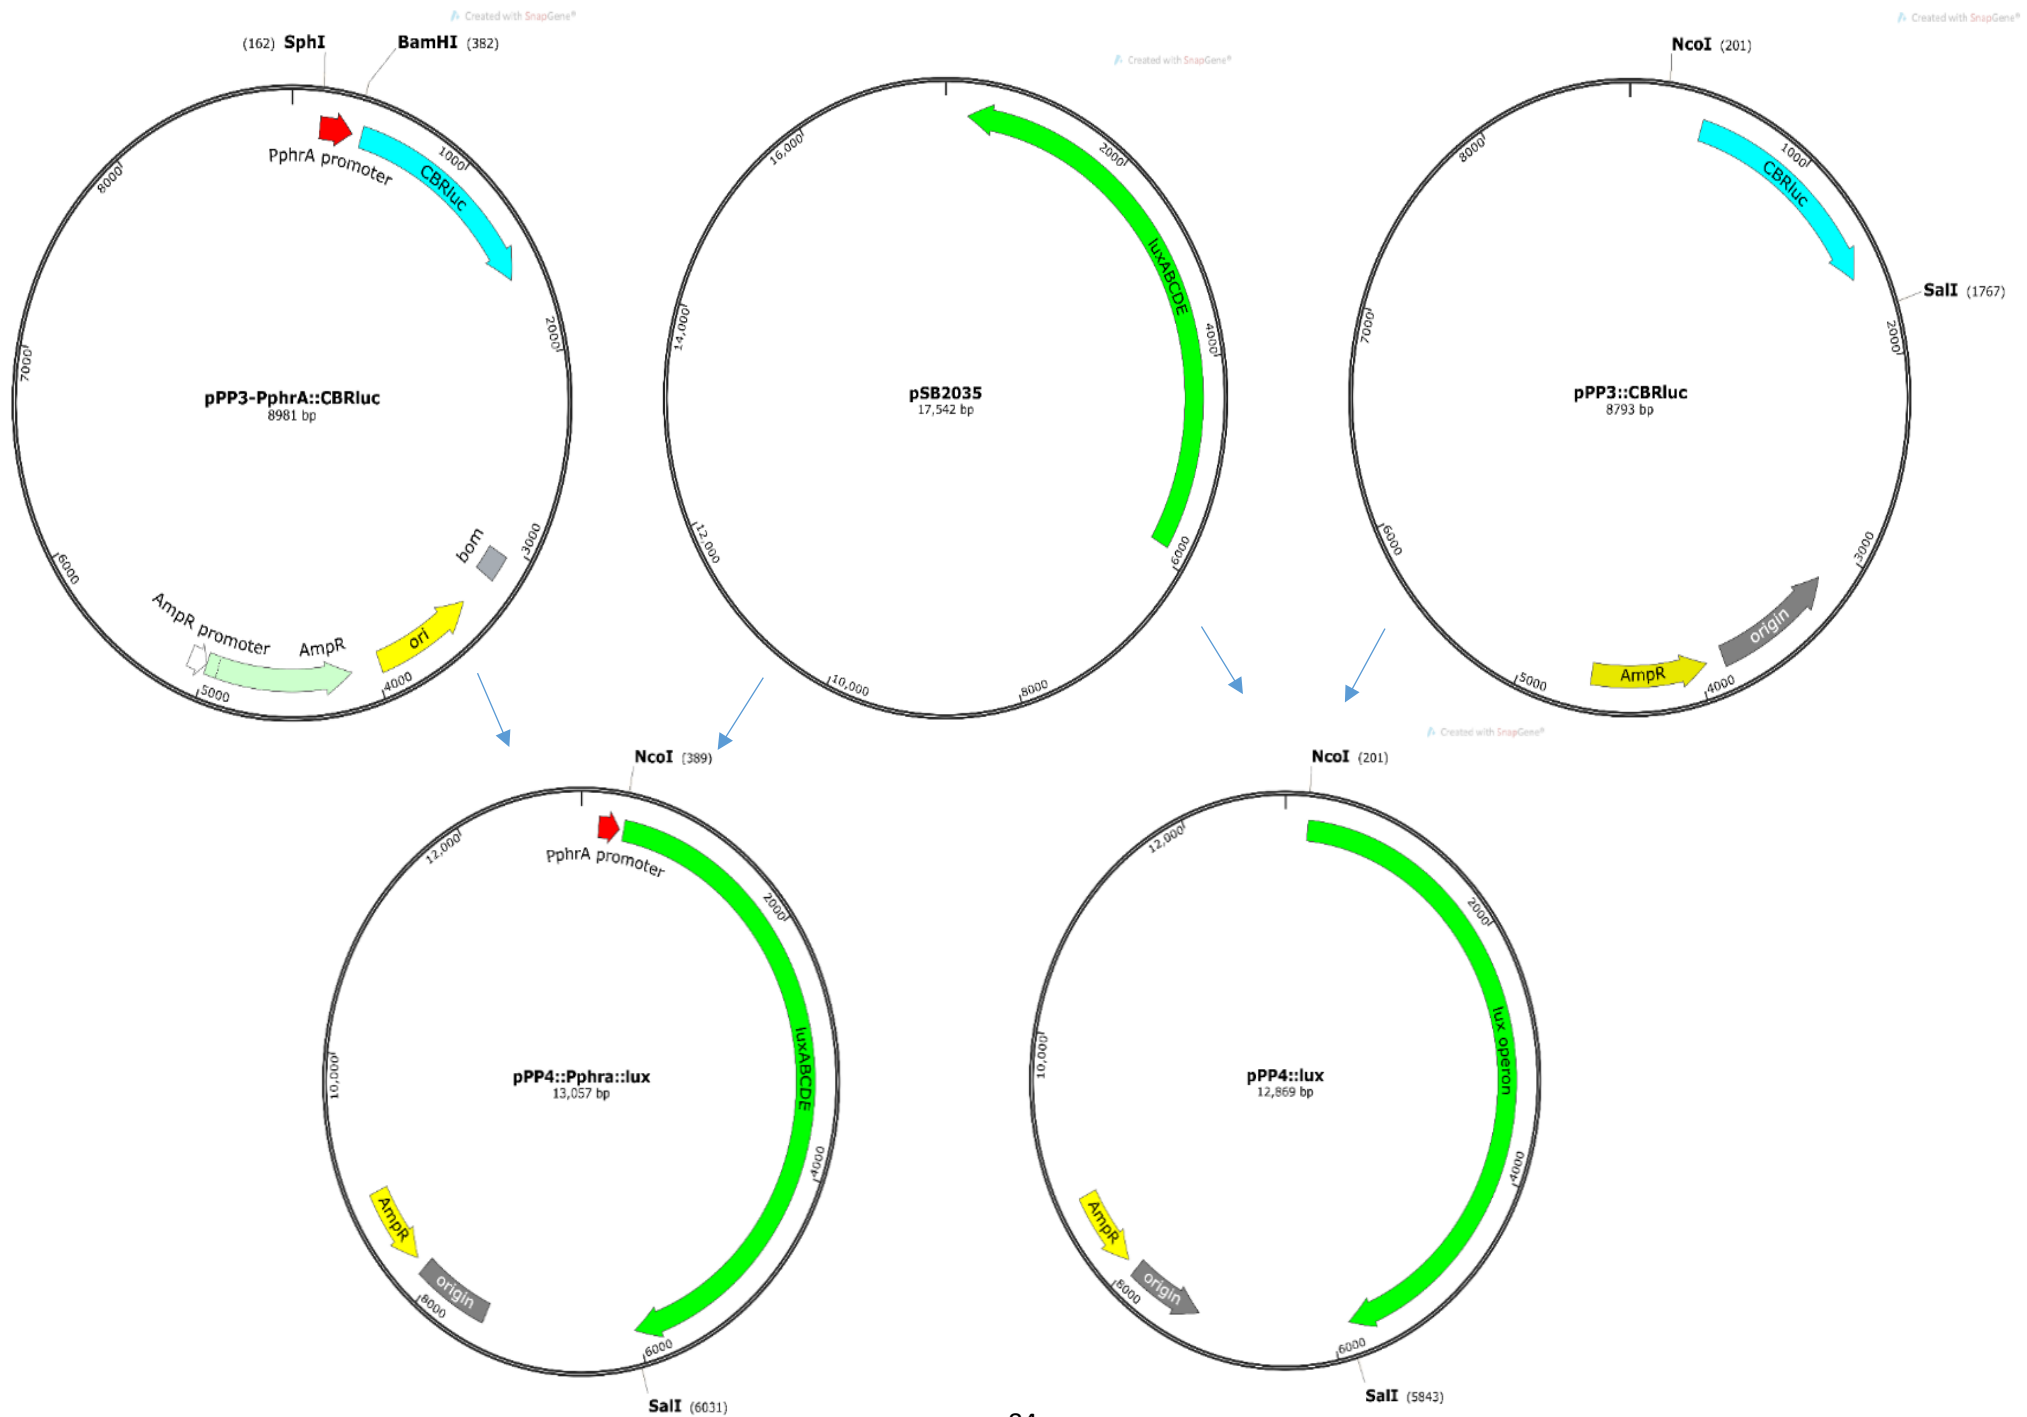 Created with SnapGene®
(162) SphI
BamHI (382)
PphrA promoter
CBRluc
1000
2000
3000
4000
5000
6000
7000
8000
bom
ori
AmpR promoter
AmpR
pPP3-PphrA::CBRluc
8981 bp
Created with SnapGene®
luxABCDE
2000
4000
6000
8000
10,000
12,000
14,000
16,000
pSB2035
17,542 bp
Created with SnapGene®
NcoI (201)
CBRluc
SalI (1767)
1000
2000
3000
4000
5000
6000
7000
8000
origin
AmpR
pPP3::CBRluc
8793 bp
NcoI (389)
PphrA promoter
luxABCDE
2000
4000
6000
8000
10,000
12,000
AmpR
origin
pPP4::Pphra::lux
13,057 bp
SalI (6031)
Created with SnapGene®
NcoI (201)
lux operon
2000
4000
6000
8000
10,000
12,000
AmpR
origin
pPP4::lux
12,869 bp
SalI (5843)